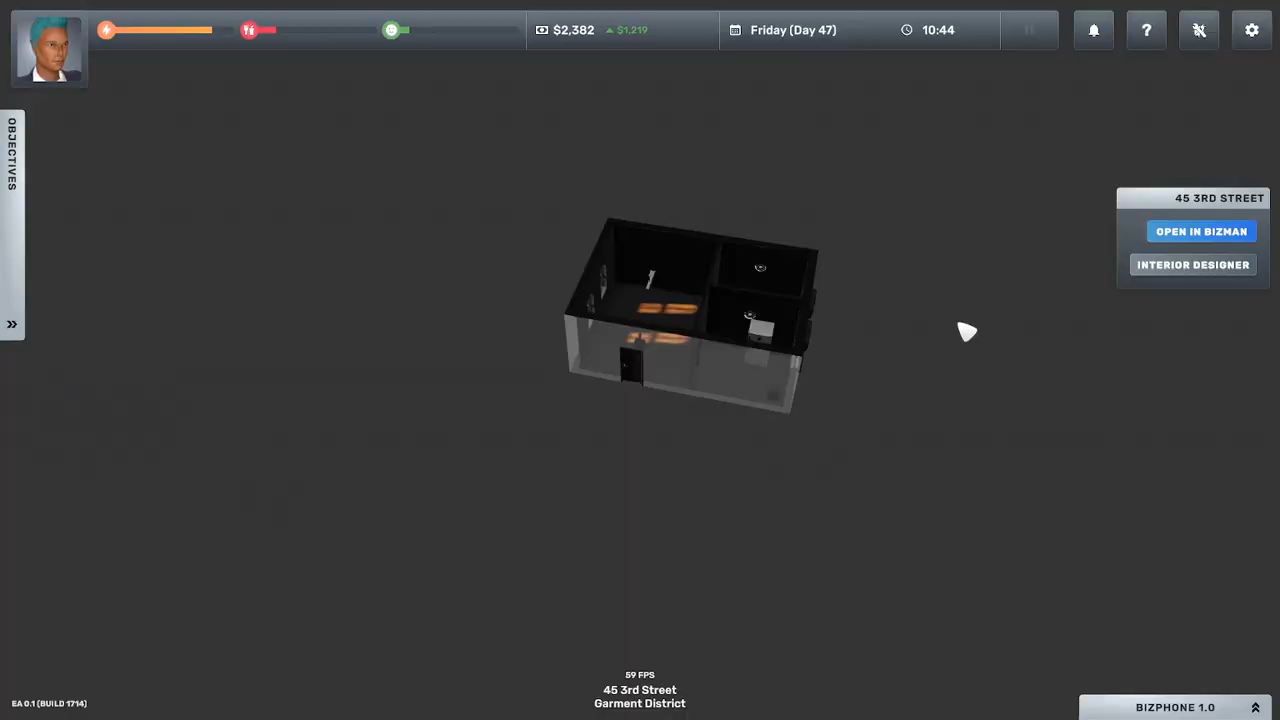 $2,382 $1,219
Friday (Day 47)
10:44
?
OBJECTIVES
45 3RD STREET
OPEN IN BIZMAN
INTERIOR DESIGNER
59 FPS
45 3rd Street
Garment District
EA 0.1 (BUILD 1714)
BIZPHONE 1.0